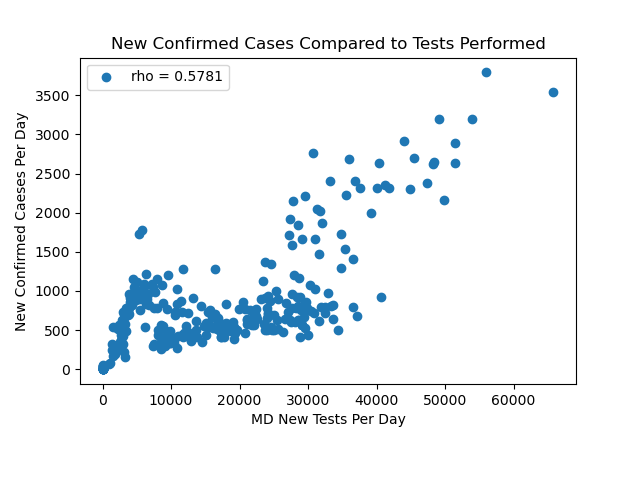 New Confirmed Cases Compared to Tests Performed
rho = 0.5781
New Confirmed Caeses Per Day
3500
3000
2500
2000
1500
1000
500
0
0 10000 20000 30000 40000 50000 60000
MD New Tests Per Day